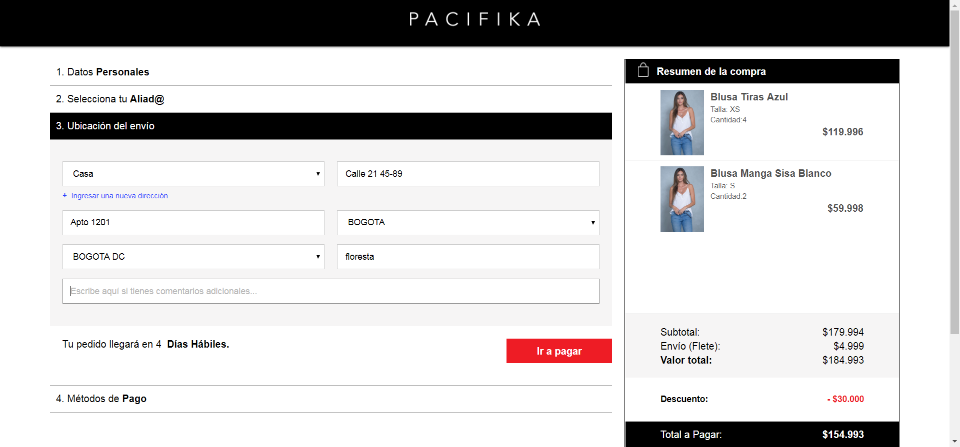 PACIFIKA
1. Datos Personales
2. Selecciona tu Aliad@
3. Ubicación del envío
Casa
Calle 21 45-89
+ Ingresar una nueva dirección
Apto 1201
BOGOTA
BOGOTA DC
floresta
Escribe aquí si tienes comentarios adicionales...
Tu pedido llegará en 4 Días Hábiles.
Ir a pagar
4. Métodos de Pago
Resumen de la compra
Blusa Tiras Azul
Talla: XS
Cantidad:4
$119.996
Blusa Manga Sisa Blanco
Talla: S
Cantidad:2
$59.998
Subtotal: $179.994
Envío (Flete): $4.999
Valor total: $184.993
Descuento: - $30.000
Total a Pagar: $154.993